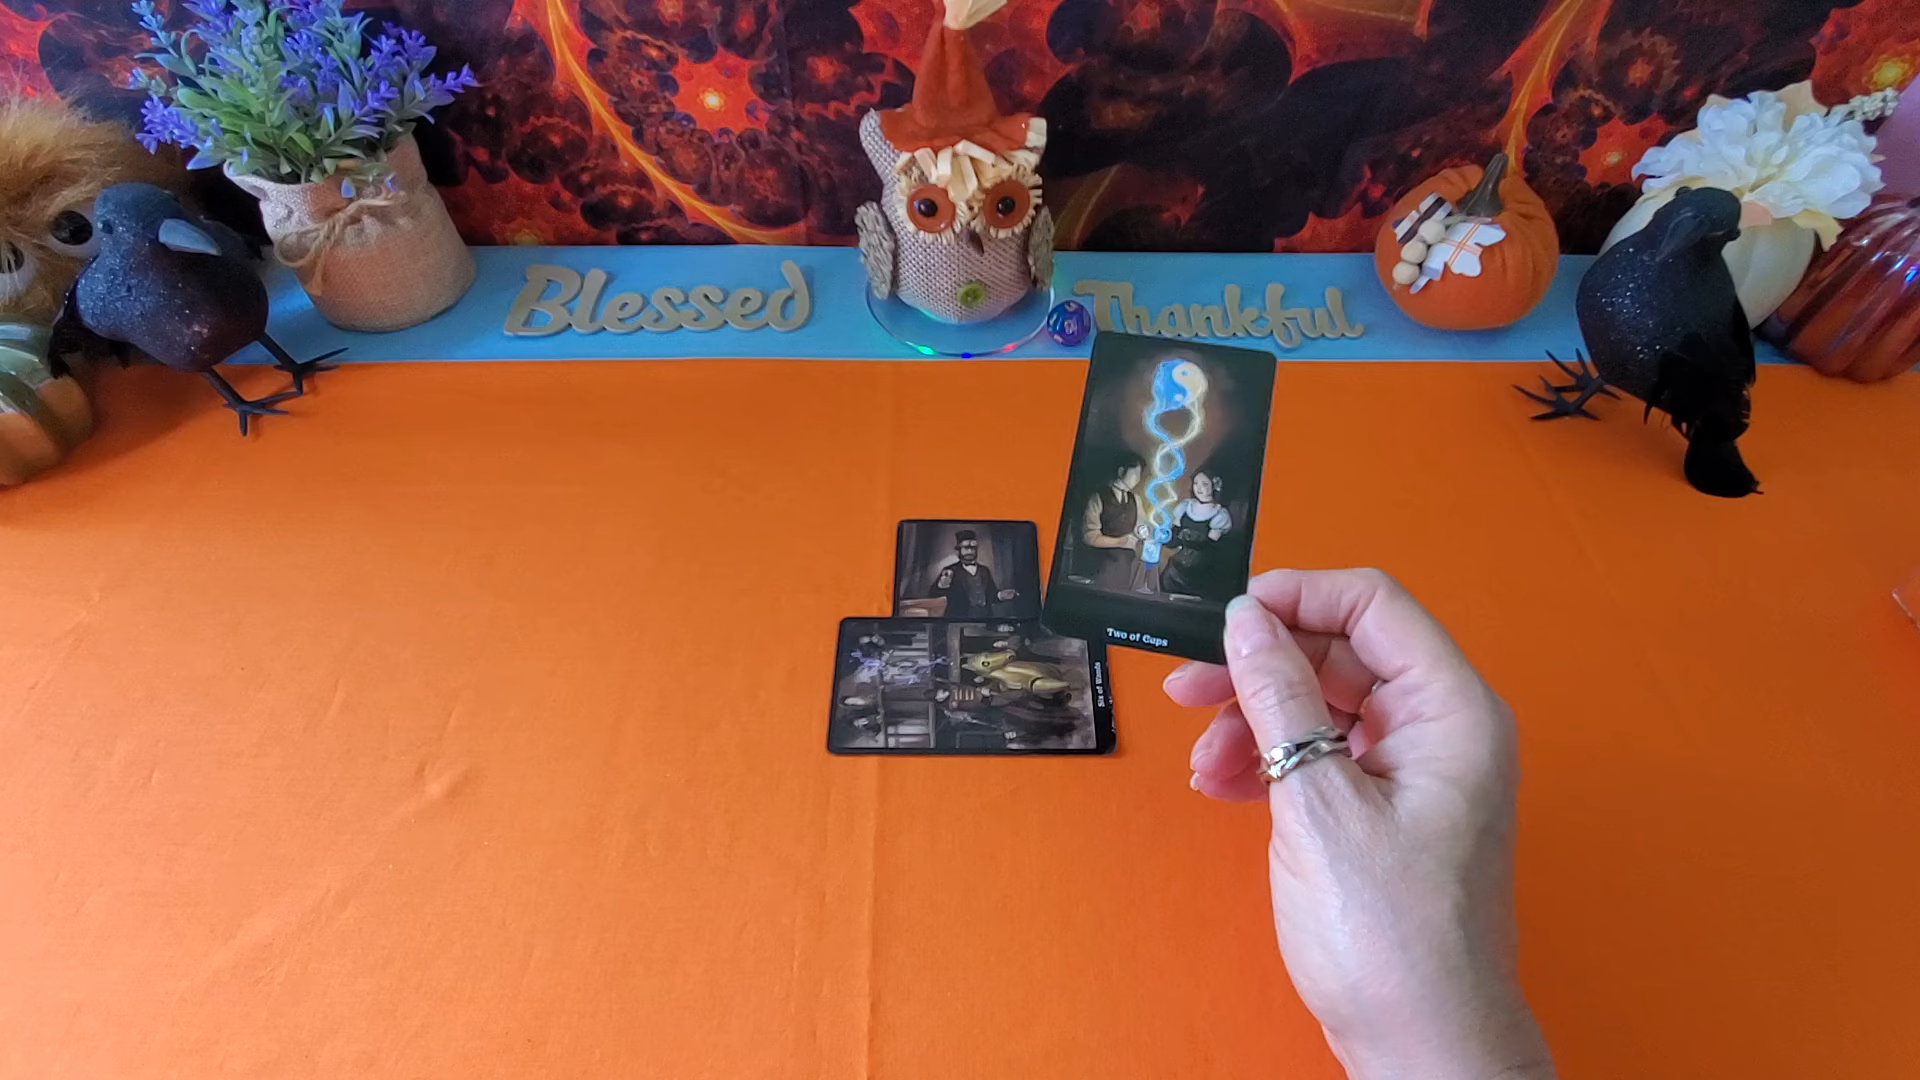 Blessed
Thankful
Two of Cups
Six of Wands